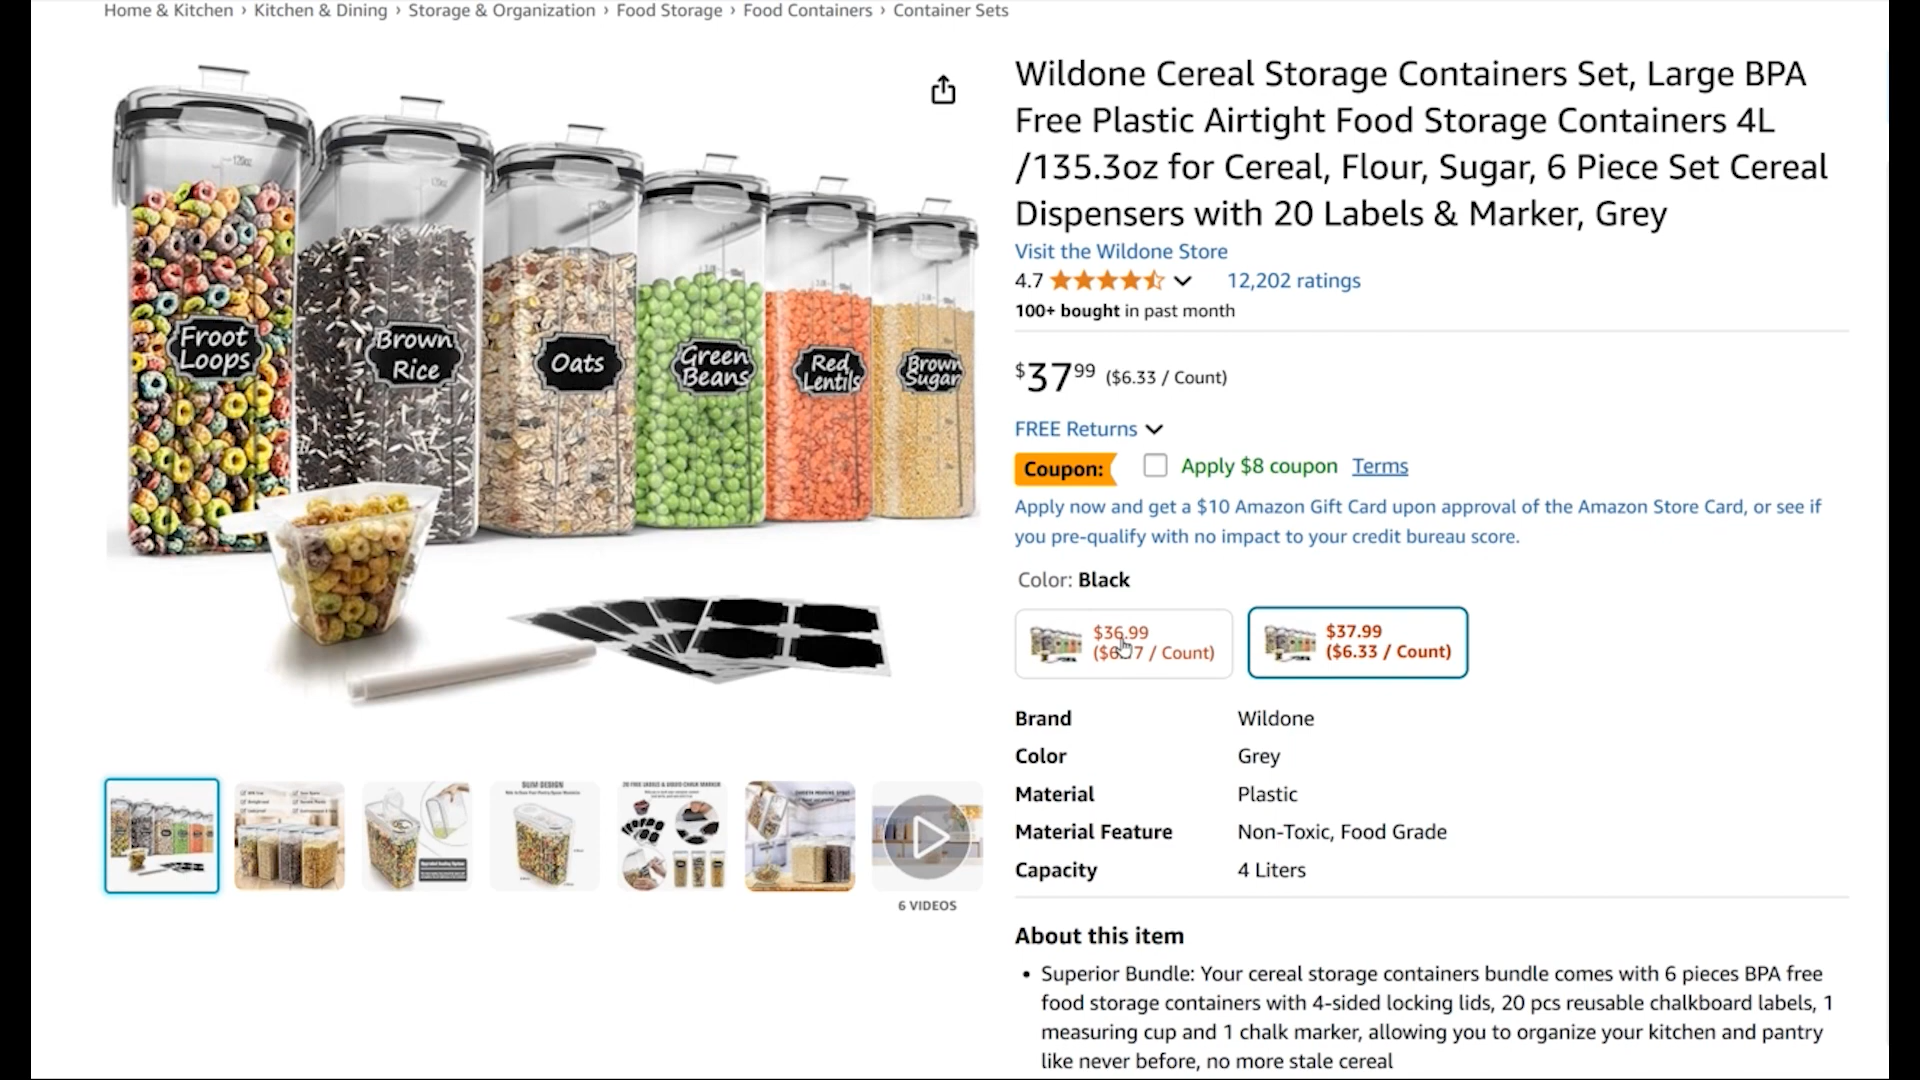 Home & Kitchen › Kitchen & Dining › Storage & Organization › Food Storage › Food Containers › Container Sets
Wildone Cereal Storage Containers Set, Large BPA
Free Plastic Airtight Food Storage Containers 4L
/135.3oz for Cereal, Flour, Sugar, 6 Piece Set Cereal
Dispensers with 20 Labels & Marker, Grey
Visit the Wildone Store
4.7 12,202 ratings
100+ bought in past month
$37.99 ($6.33 / Count)
FREE Returns
Coupon: Apply $8 coupon Terms
Apply now and get a $10 Amazon Gift Card upon approval of the Amazon Store Card, or see if
you pre-qualify with no impact to your credit bureau score.
Color: Black
$36.99
/ Count)
$37.99
($6.33 / Count)
Brand Wildone
Color Grey
Material Plastic
Material Feature Non-Toxic, Food Grade
Capacity 4 Liters
About this item
• Superior Bundle: Your cereal storage containers bundle comes with 6 pieces BPA free
food storage containers with 4-sided locking lids, 20 pcs reusable chalkboard labels, 1
measuring cup and 1 chalk marker, allowing you to organize your kitchen and pantry
like never before, no more stale cereal
120oz
Froot
Loops
Brown
Rice
Oats
Green
Beans
Red
Lentils
Brown
Sugar
SLIM DESIGN
6 VIDEOS